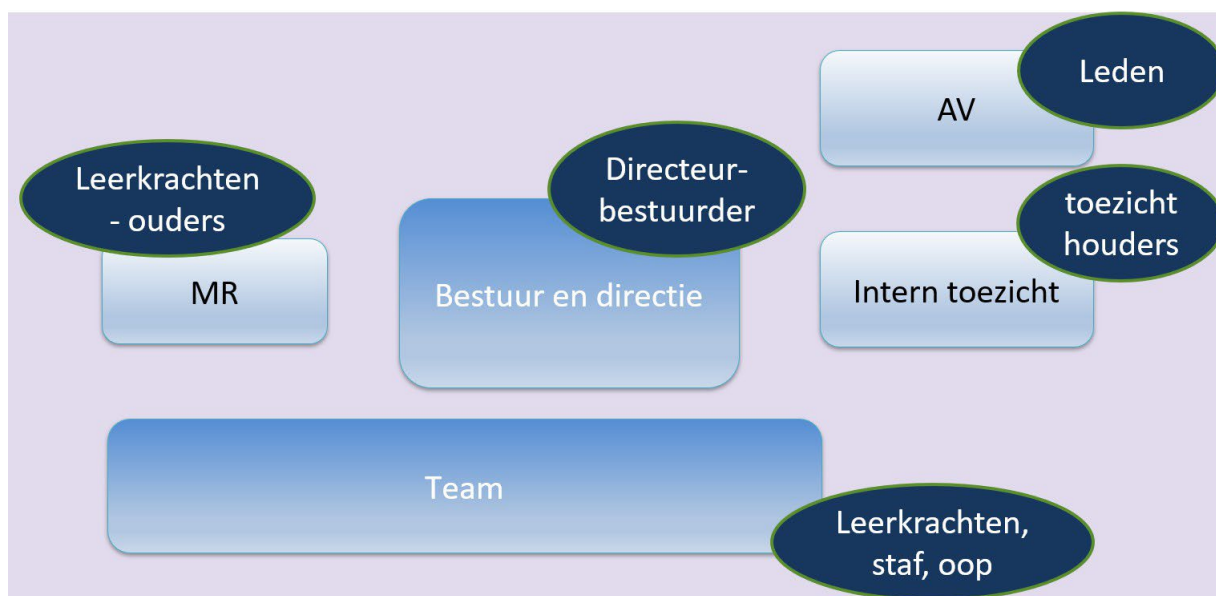 Leden
AV
Leerkrachten
- ouders
MR
Directeur-
bestuurder
Bestuur en directie
toezicht
houders
Intern toezicht
Team
Leerkrachten,
staf, oop